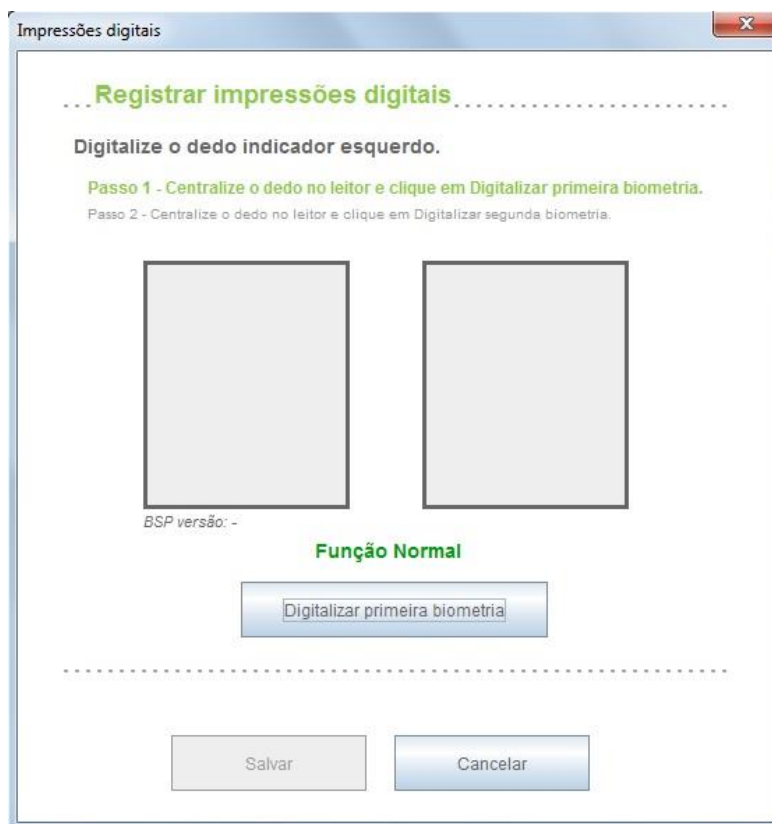 Impressões digitais
Registrar impressões digitais
Digitalize o dedo indicador esquerdo.
Passo 1 - Centralize o dedo no leitor e clique em Digitalizar primeira biometria.
Passo 2 - Centralize o dedo no leitor e clique em Digitalizar segunda biometria.
BSP versão: -
Função Normal
Digitalizar primeira biometria
Salvar
Cancelar